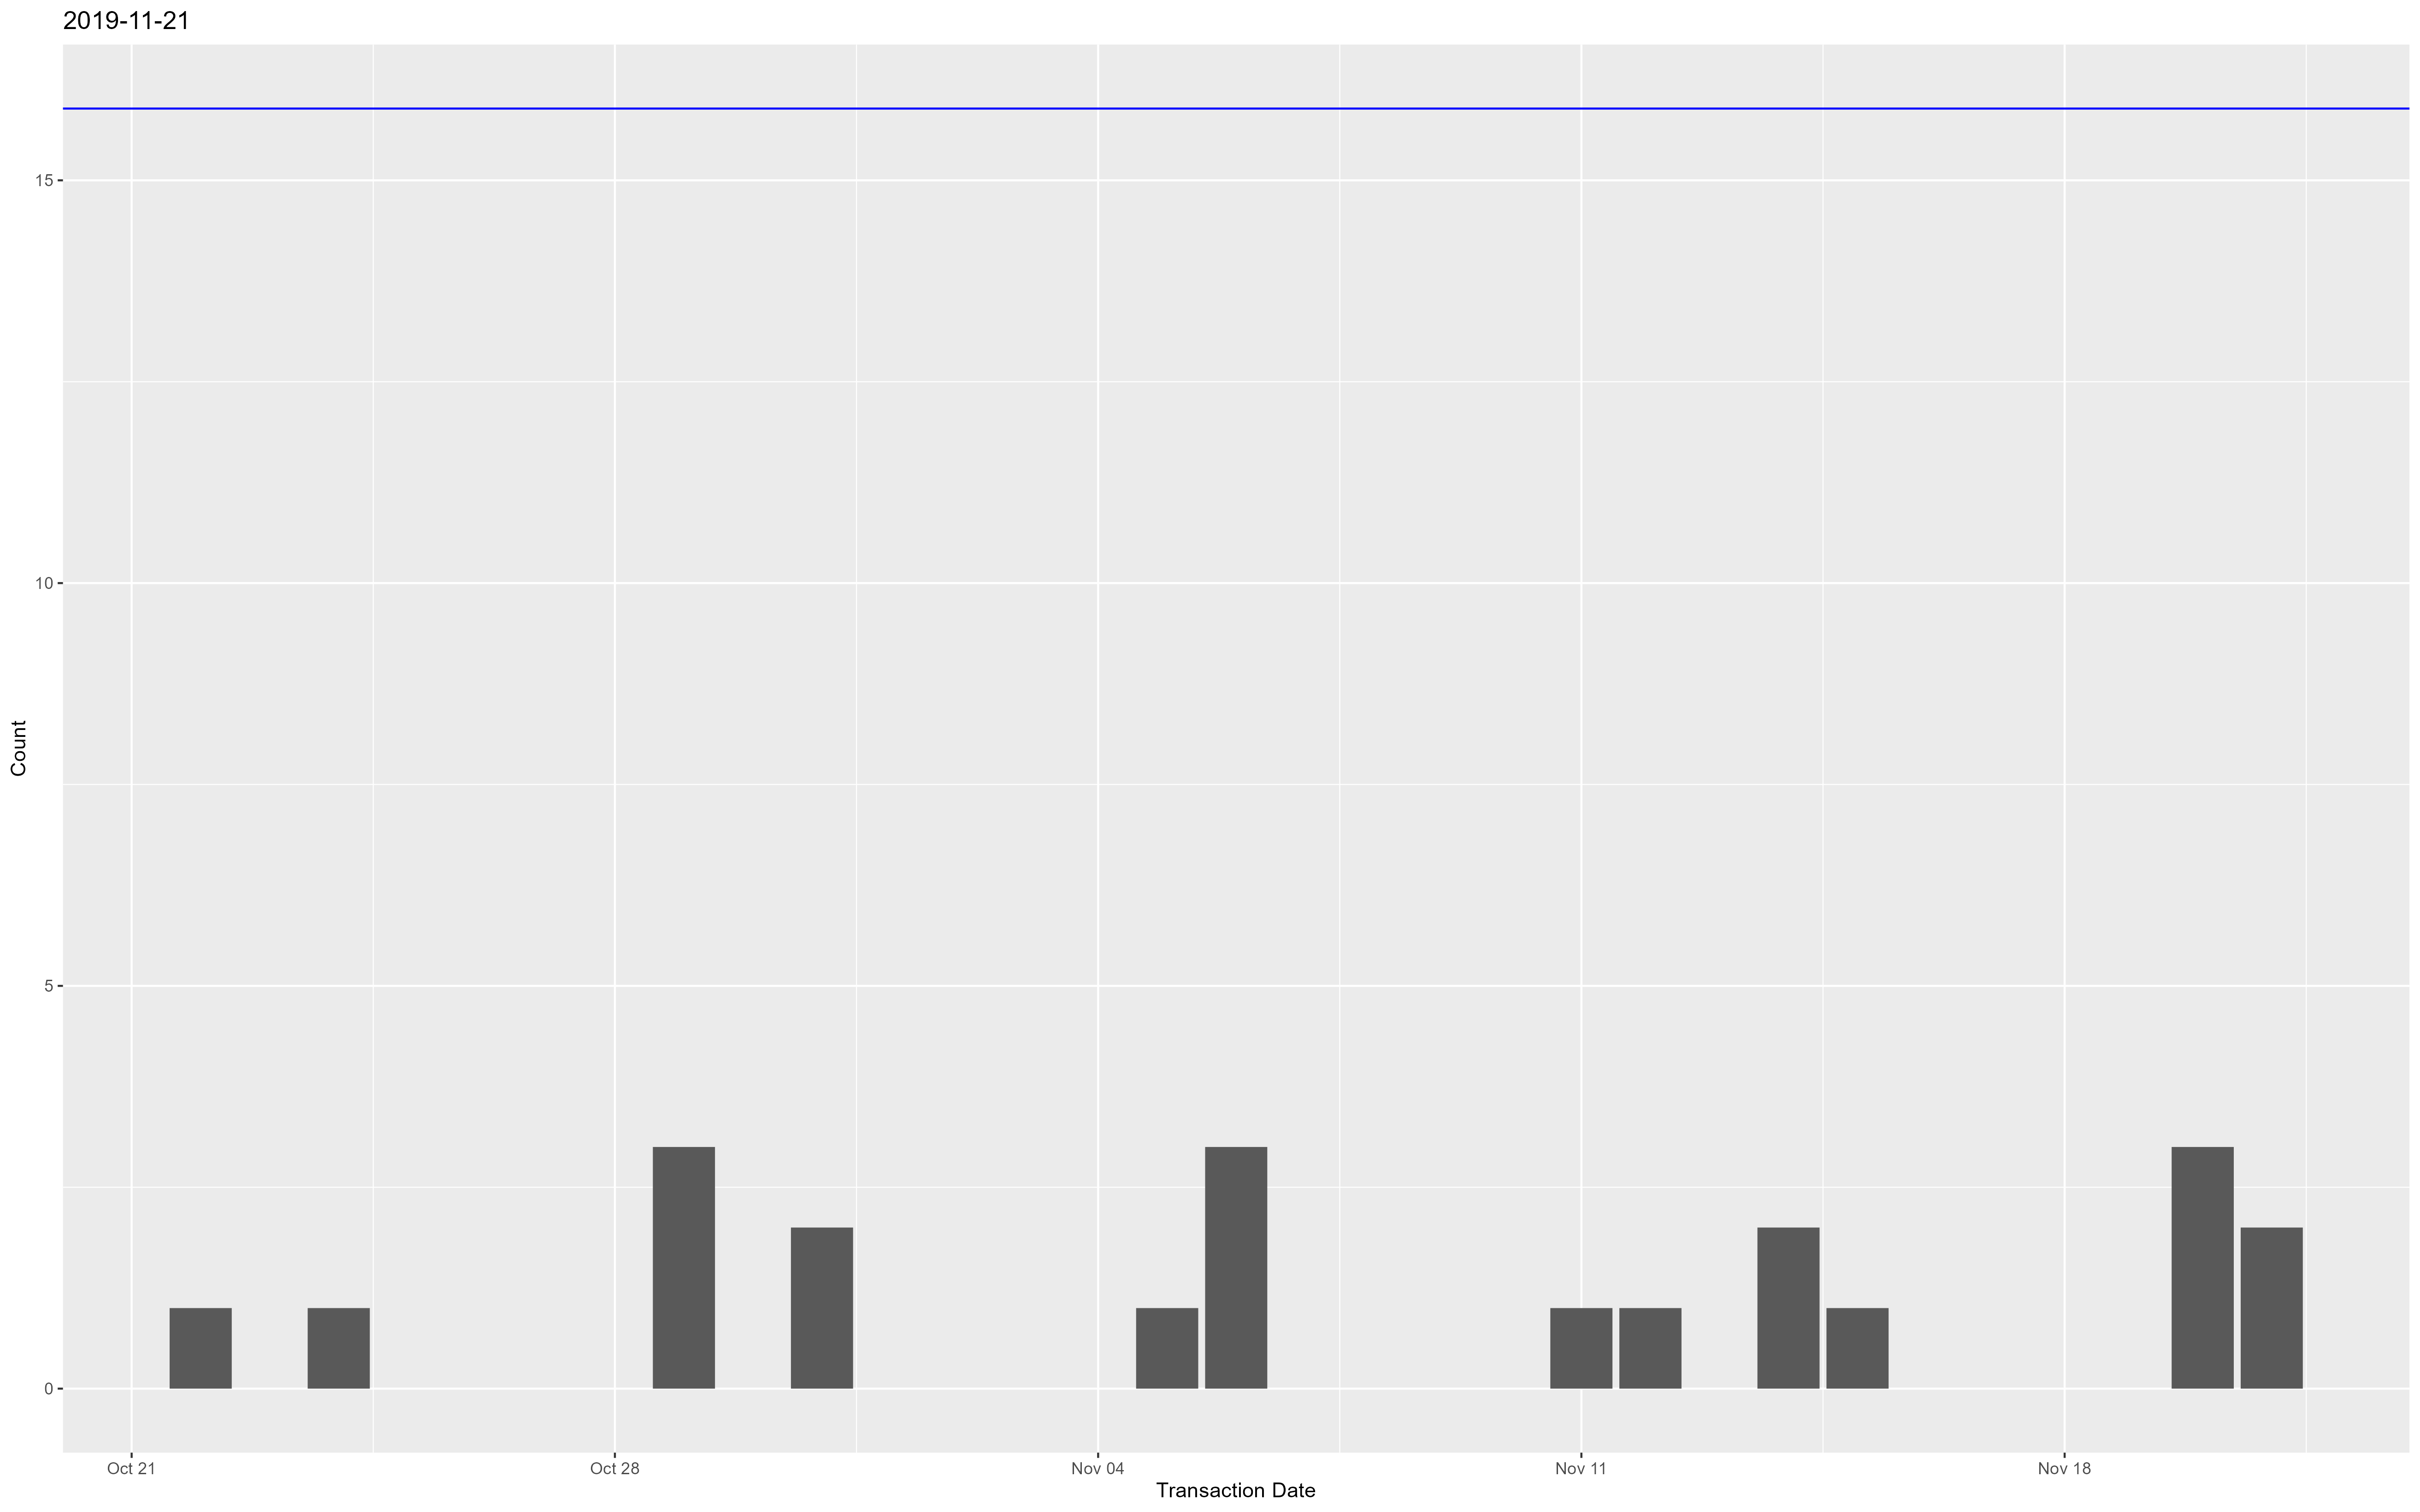 2019-11-21
15
10
5
0
Count
Oct 21
Oct 28
Nov 04
Nov 11
Nov 18
Transaction Date